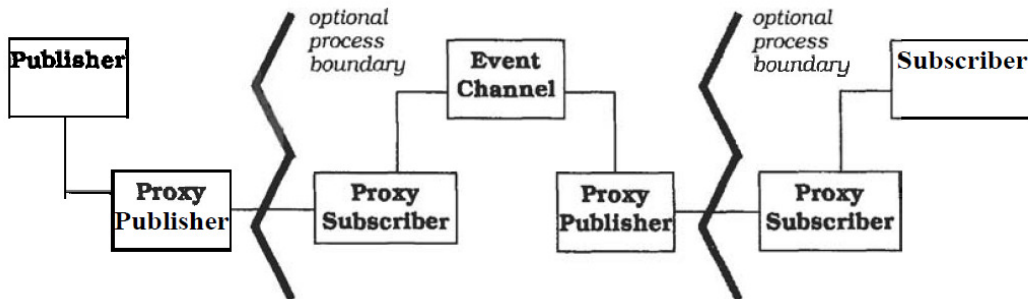 Publisher
optional
process
boundary
Event
Channel
optional
process
boundary
Subscriber
Proxy
Publisher
Proxy
Subscriber
Proxy
Publisher
Proxy
Subscriber